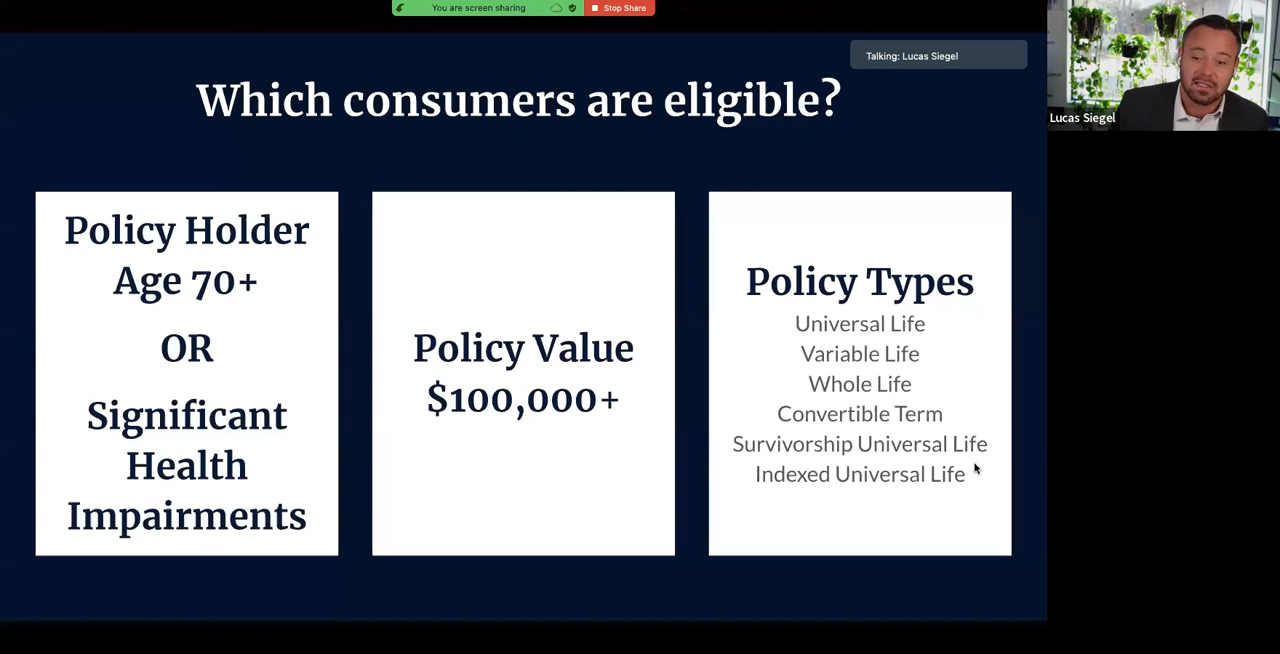 You are screen sharing
Stop Share
Talking: Lucas Siegel
Lucas Siegel
Which consumers are eligible?
Policy Holder
Age 70+
OR
Significant
Health
Impairments
Policy Value
$100,000+
Policy Types
Universal Life
Variable Life
Whole Life
Convertible Term
Survivorship Universal Life
Indexed Universal Life